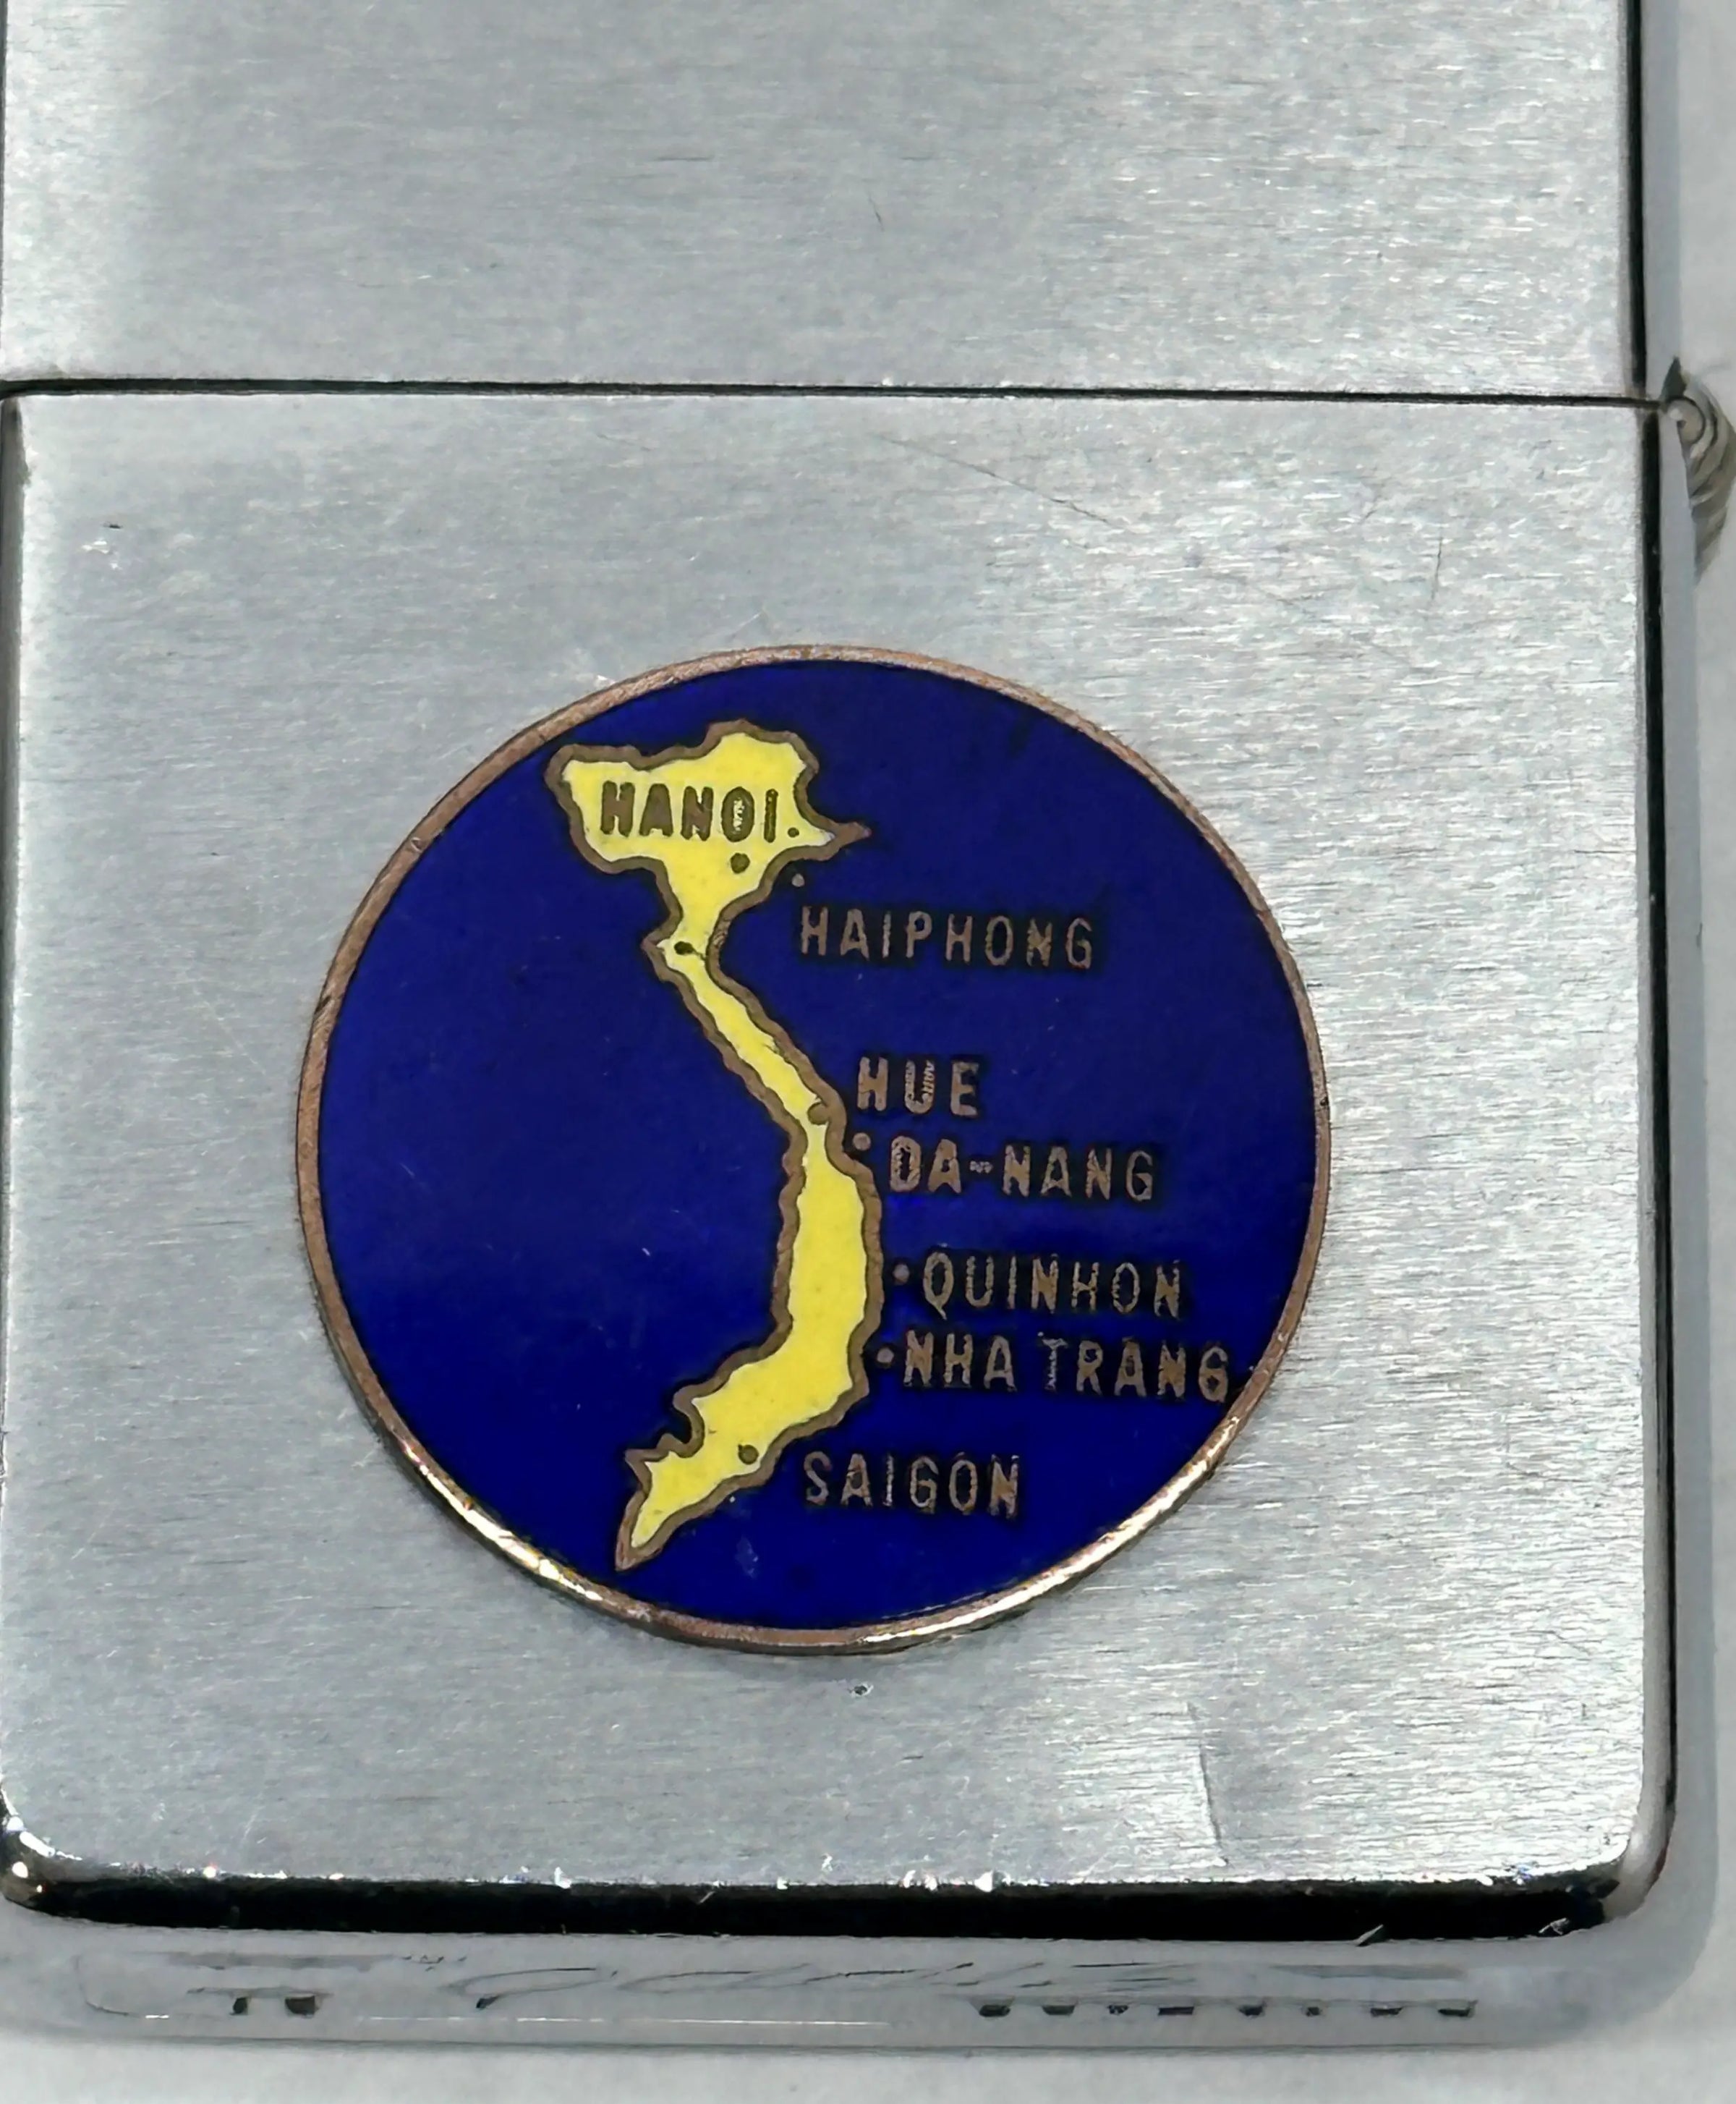 HANOI
HAIPHONG
HUE
DA-NANG
QUINHON
NHA TRANG
SAIGON